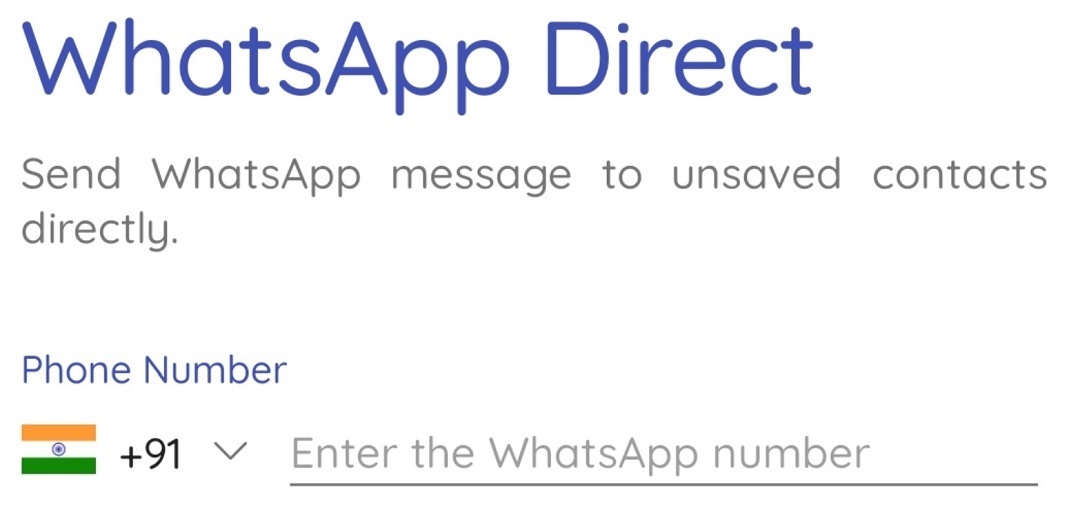 WhatsApp Direct
Send WhatsApp message to unsaved contacts
directly.
Phone Number
+91 Enter the WhatsApp number